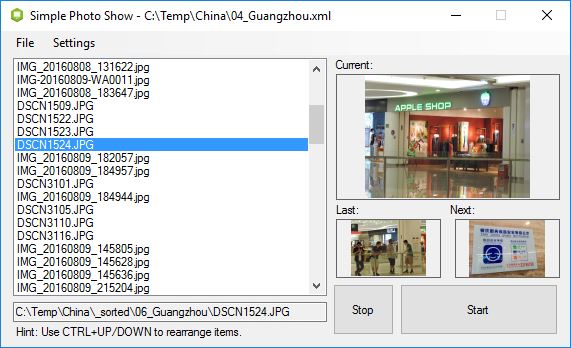 Simple Photo Show - C:\Temp\China\04_Guangzhou.xml
File Settings
IMG_20160808_131622.jpg
IMG-20160809-WA0011.jpg
IMG_20160808_183647.jpg
DSCN1509.JPG
DSCN1522.JPG
DSCN1523.JPG
DSCN1524.JPG
IMG_20160809_182057.jpg
IMG_20160809_184957.jpg
DSCN3101.JPG
IMG_20160809_184944.jpg
DSCN3105.JPG
DSCN3110.JPG
DSCN3116.JPG
IMG_20160809_145805.jpg
IMG_20160809_145628.jpg
IMG_20160809_145636.jpg
IMG_20160809_215204.jpg
C:\Temp\China\_sorted\06_Guangzhou\DSCN1524.JPG
Hint: Use CTRL+UP/DOWN to rearrange items.
Current:
APPLE SHOP
Last:
Next:
Stop
Start